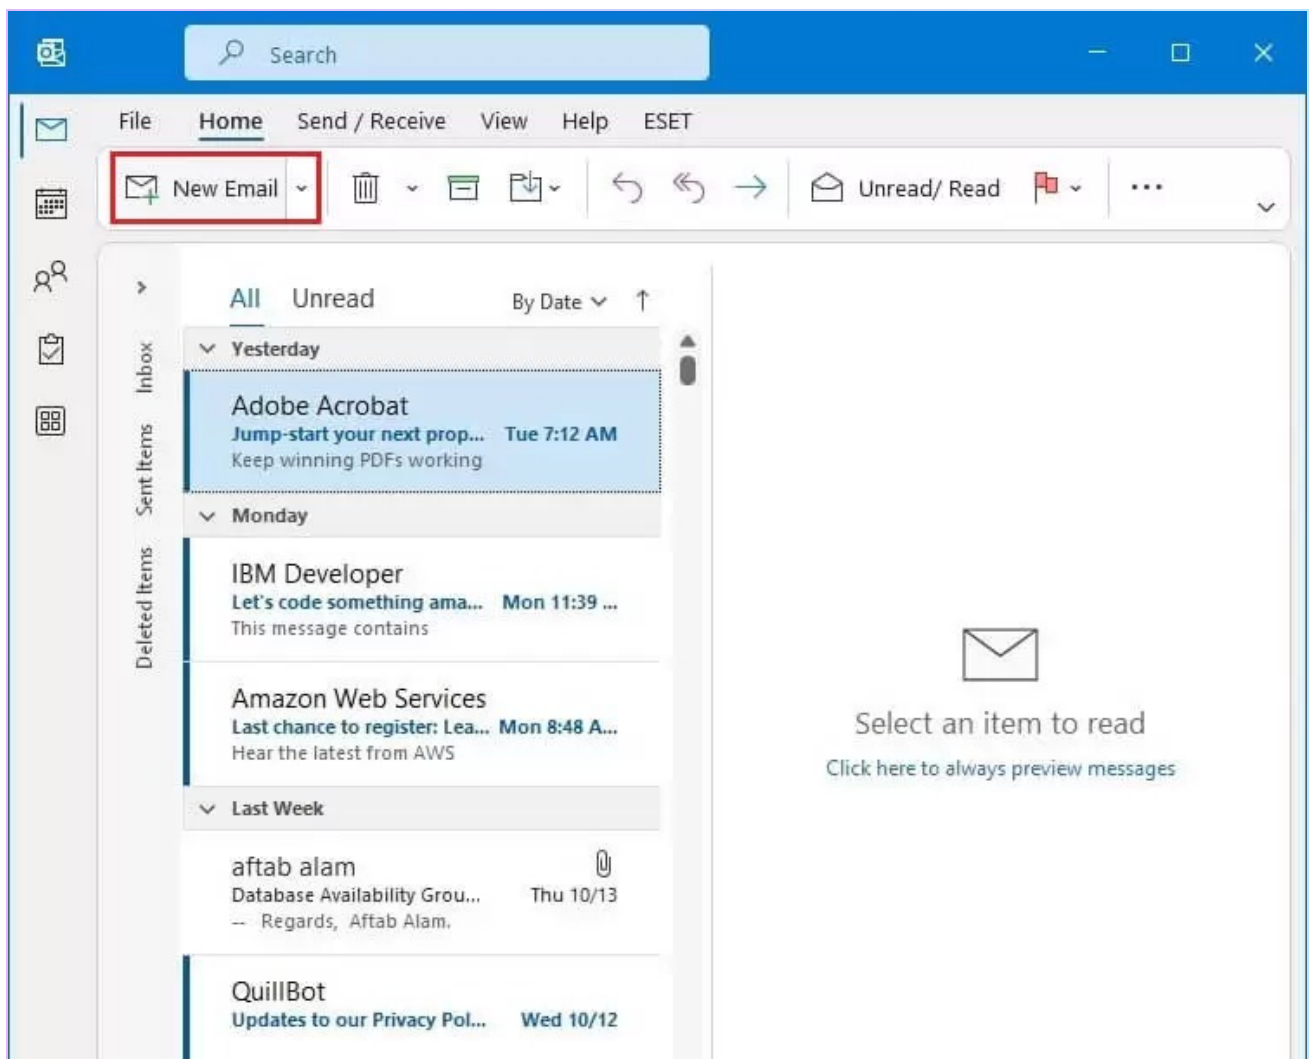 Search
File Home Send / Receive View Help ESET
New Email Unread/ Read ...
All Unread By Date
Inbox
Sent Items
Deleted Items
Yesterday
Adobe Acrobat
Jump-start your next prop... Tue 7:12 AM
Keep winning PDFs working
Monday
IBM Developer
Let's code something ama... Mon 11:39 ...
This message contains
Amazon Web Services
Last chance to register: Lea... Mon 8:48 A...
Hear the latest from AWS
Last Week
aftab alam
Database Availability Grou... Thu 10/13
-- Regards, Aftab Alam.
QuillBot
Updates to our Privacy Pol... Wed 10/12
Select an item to read
Click here to always preview messages